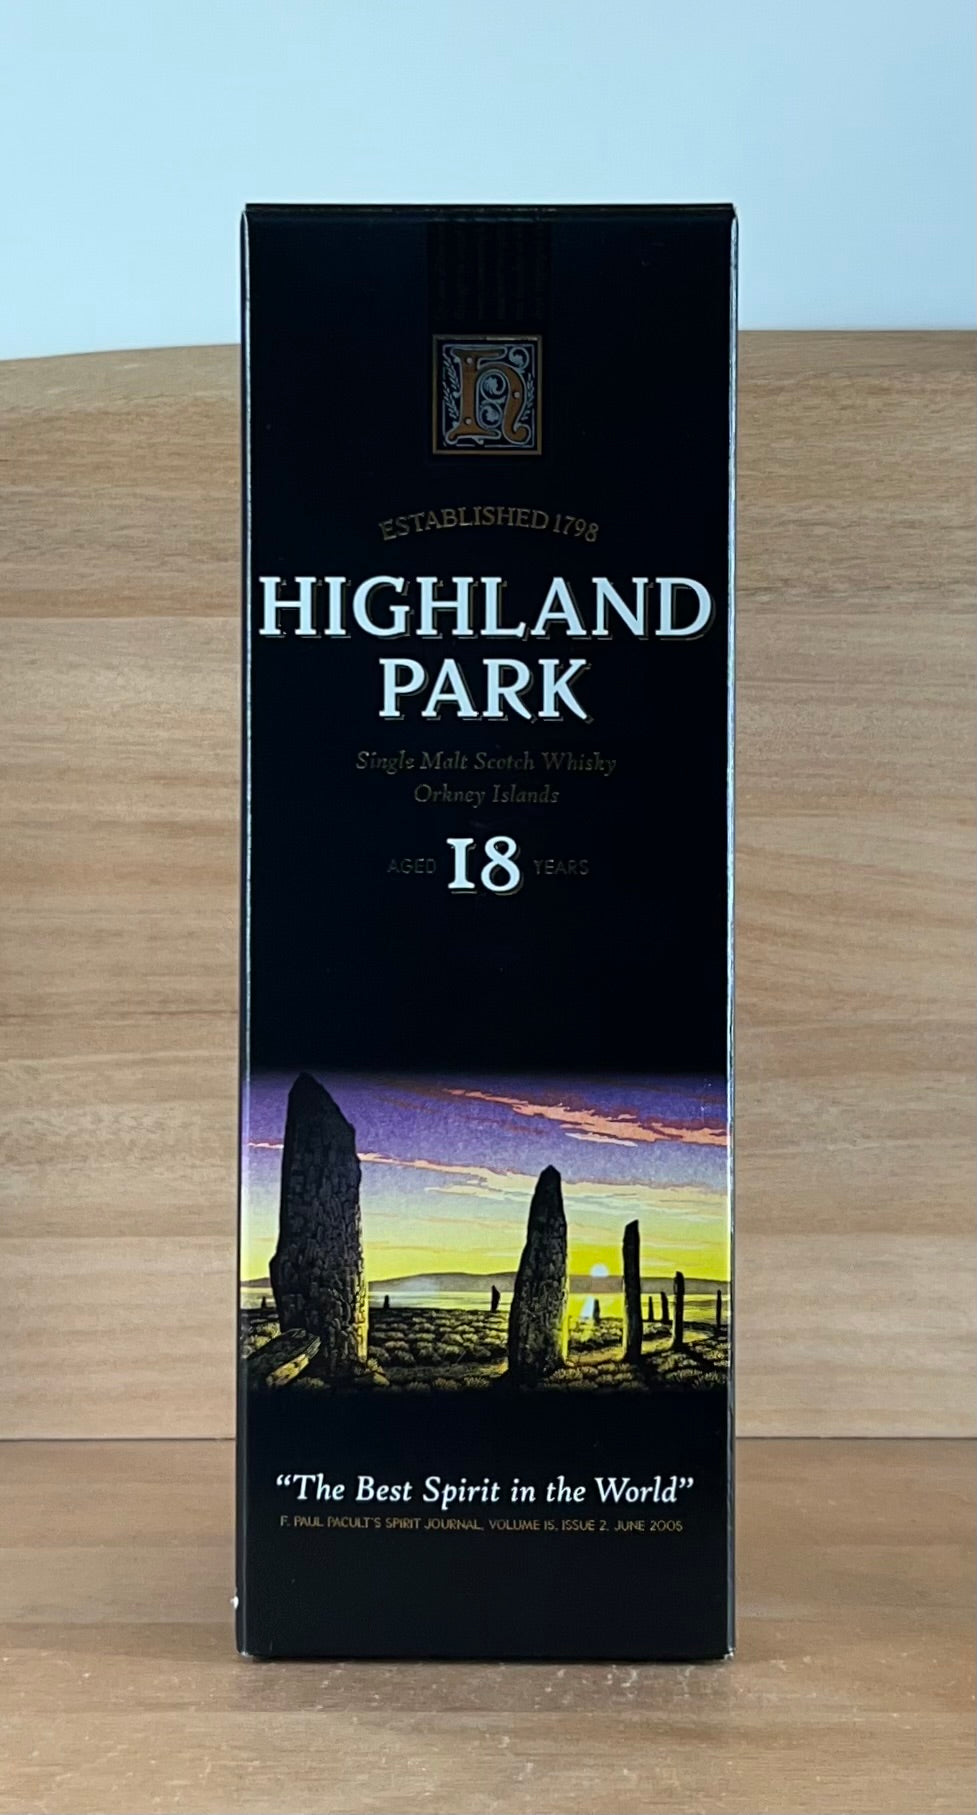 ESTABLISHED 1798
HIGHLAND
PARK
Single Malt Scotch Whisky
Orkney Islands
AGED 18 YEARS
“The Best Spirit in the World”
F. PAUL PACULT'S SPIRIT JOURNAL, VOLUME 15, ISSUE 2, JUNE 2005